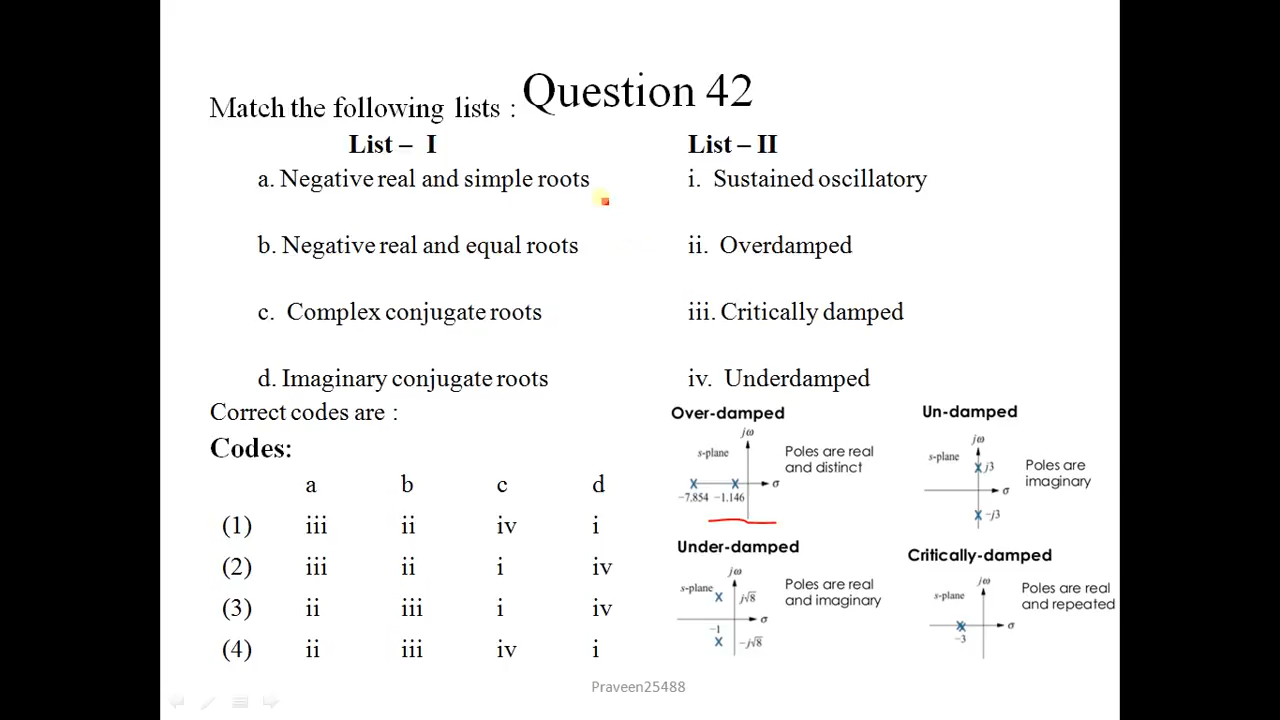 Question 42
Match the following lists :
List – I List – II
a. Negative real and simple roots i. Sustained oscillatory
b. Negative real and equal roots ii. Overdamped
c. Complex conjugate roots iii. Critically damped
d. Imaginary conjugate roots iv. Underdamped
Correct codes are :
Codes:
a b c d
(1) iii ii iv i
(2) iii ii i iv
(3) ii iii i iv
(4) ii iii iv i
Over-damped
jω
s-plane
σ
−7.854 −1.146
Poles are real
and distinct
Un-damped
jω
s-plane
j3
σ
−j3
Poles are
imaginary
Under-damped
jω
s-plane
j√8
σ
−1
−j√8
Poles are real
and imaginary
Critically-damped
jω
s-plane
σ
−3
Poles are real
and repeated
Praveen25488